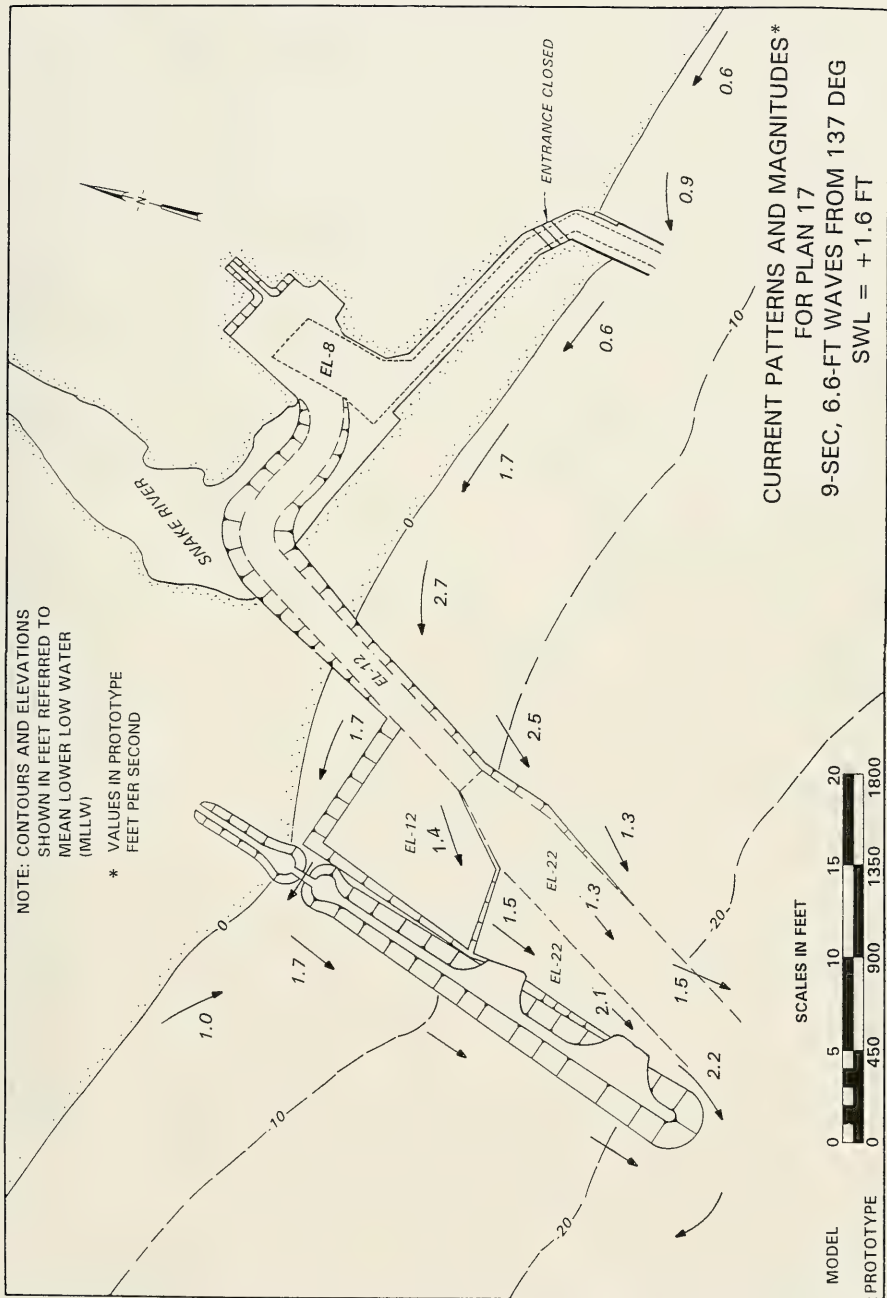 NOTE: CONTOURS AND ELEVATIONS
SHOWN IN FEET REFERRED TO
MEAN LOWER LOW WATER
(MLLW)
* VALUES IN PROTOTYPE
FEET PER SECOND
SNAKE RIVER
N
EL-8
ENTRANCE CLOSED
0
0
1.0
1.7
1.7
EL-12
2.7
1.7
0.6
0.9
0.6
-10
EL-12
1.4
2.5
-10
1.5
EL-22
1.3
1.3
EL-22
2.1
1.5
2.2
-20
-20
CURRENT PATTERNS AND MAGNITUDES*
FOR PLAN 17
9-SEC, 6.6-FT WAVES FROM 137 DEG
SWL = +1.6 FT
SCALES IN FEET
MODEL 0 5 10 15 20
PROTOTYPE 0 450 900 1350 1800